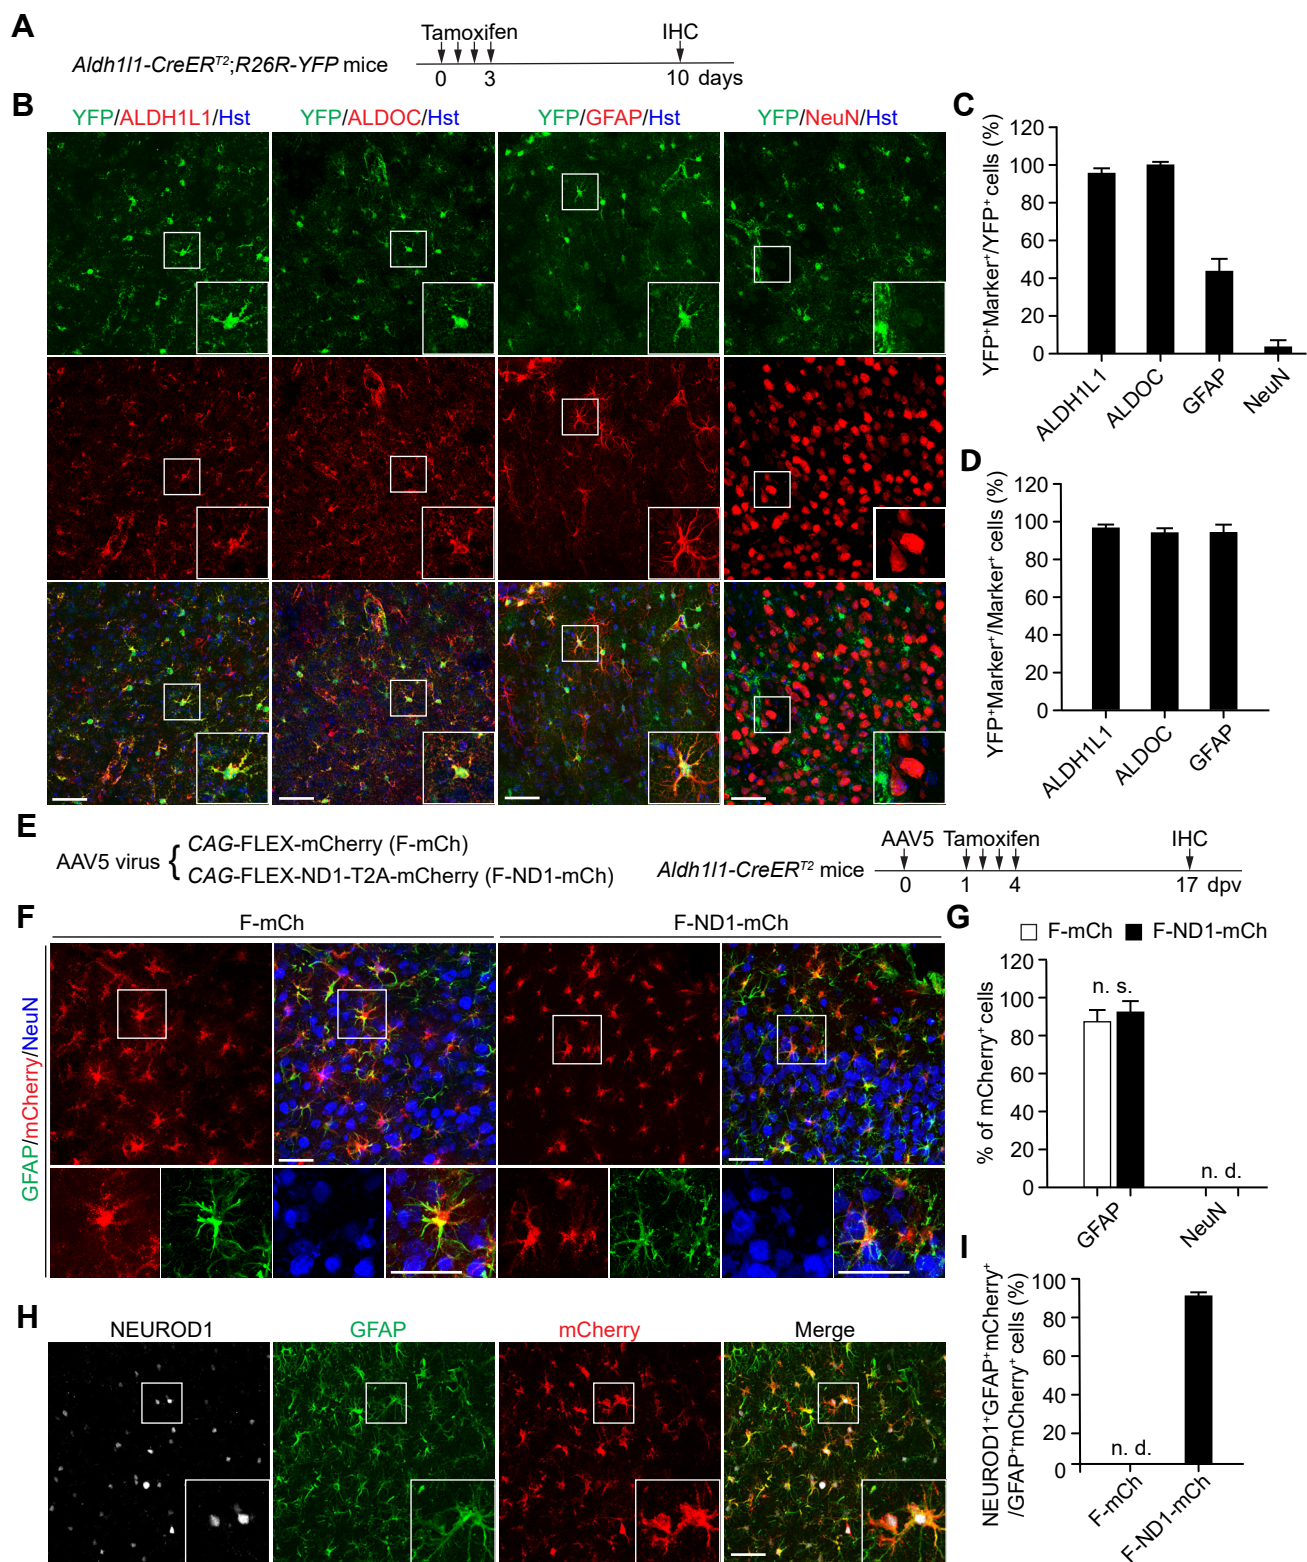 A
Tamoxifen
IHC
Aldh1l1-CreERT2;R26R-YFP mice
0
3
10 days
B
YFP/ALDH1L1/Hst
YFP/ALDOC/Hst
YFP/GFAP/Hst
YFP/NeuN/Hst
C
YFP+Marker+/YFP+ cells (%)
120
100
80
60
40
20
0
ALDH1L1
ALDOC
GFAP
NeuN
D
YFP+Marker+/Marker+ cells (%)
120
100
80
60
40
20
0
ALDH1L1
ALDOC
GFAP
E
AAV5 virus {
CAG-FLEX-mCherry (F-mCh)
CAG-FLEX-ND1-T2A-mCherry (F-ND1-mCh)
Aldh1l1-CreERT2 mice
AAV5 Tamoxifen
IHC
0
1
4
17 dpv
F
F-mCh
F-ND1-mCh
GFAP/mCherry/NeuN
G
F-mCh
F-ND1-mCh
% of mCherry+ cells
120
100
80
60
40
20
0
n. s.
n. d.
GFAP
NeuN
H
NEUROD1
GFAP
mCherry
Merge
I
NEUROD1+GFAP+mCherry+
/GFAP+mCherry+ cells (%)
100
80
60
40
20
0
n. d.
F-mCh
F-ND1-mCh